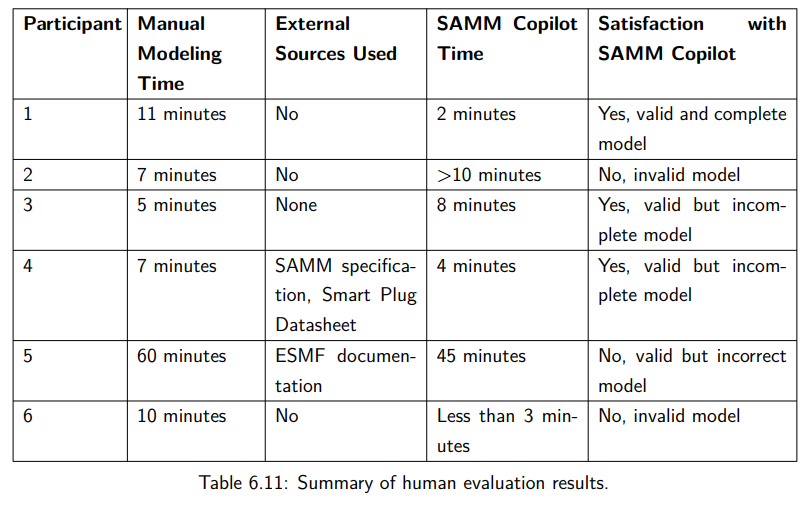 Participant Manual Modeling Time External Sources Used SAMM Copilot Time Satisfaction with SAMM Copilot
1 11 minutes No 2 minutes Yes, valid and complete model
2 7 minutes No >10 minutes No, invalid model
3 5 minutes None 8 minutes Yes, valid but incom-
plete model
4 7 minutes SAMM specifica-
tion, Smart Plug
Datasheet 4 minutes Yes, valid but incom-
plete model
5 60 minutes ESMF documen-
tation 45 minutes No, valid but incorrect
model
6 10 minutes No Less than 3 min-
utes No, invalid model
Table 6.11: Summary of human evaluation results.